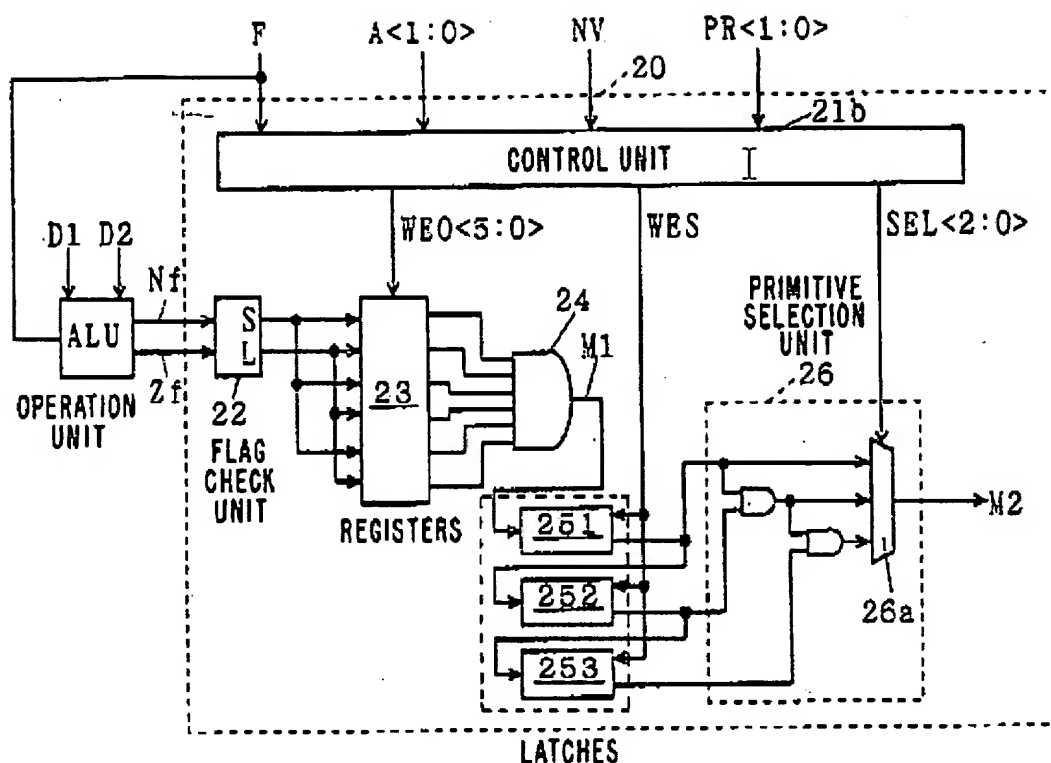 F
A<1:0>
NV
PR<1:0>
20
21b
CONTROL UNIT
WEO<5:0>
WES
SEL<2:0>
D1 D2
Nf
ALU
Zf
OPERATION
UNIT
S
L
22
FLAG
CHECK
UNIT
23
REGISTERS
24
M1
PRIMITIVE
SELECTION
UNIT
26
M2
26a
251
252
253
LATCHES